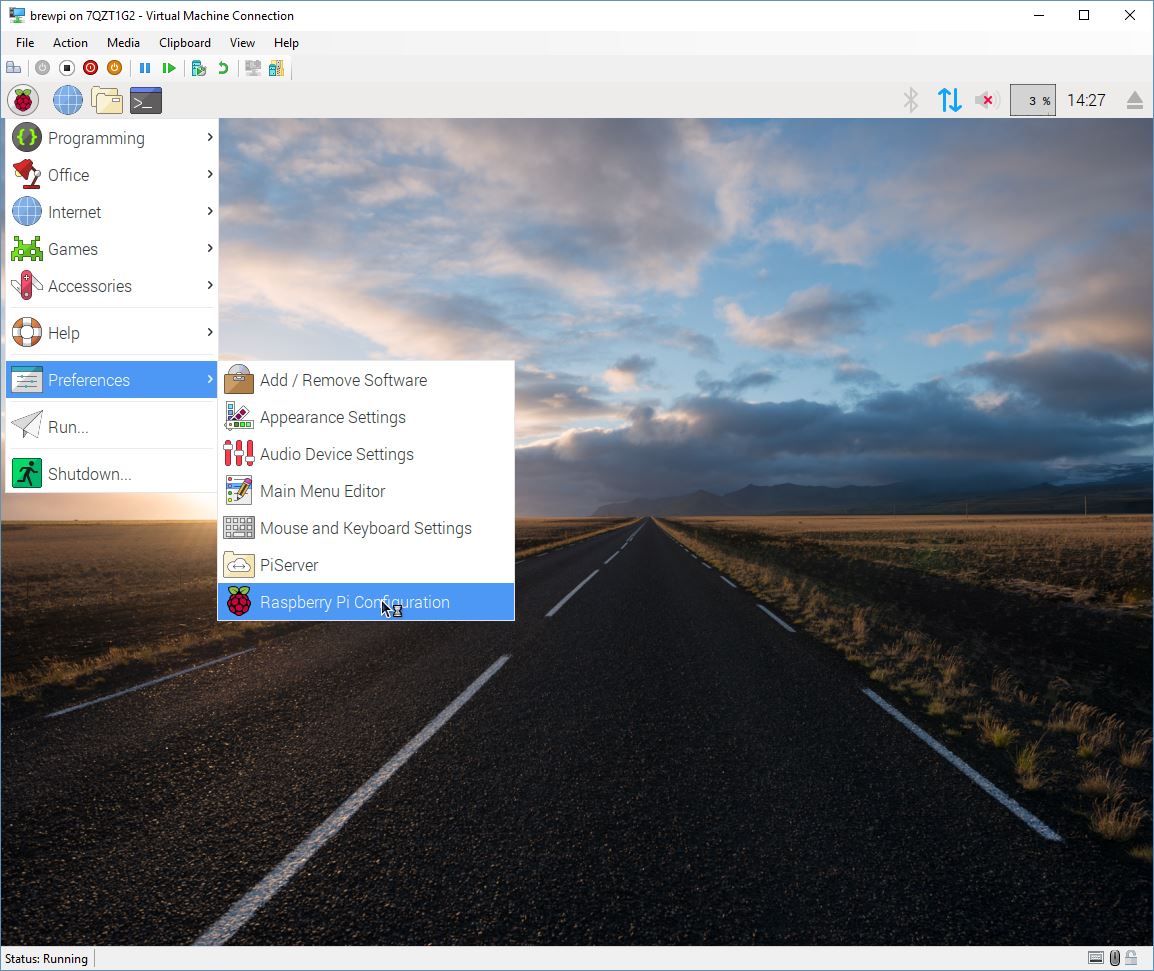 brewpi on 7QZT1G2 - Virtual Machine Connection
File Action Media Clipboard View Help
3 % 14:27
Programming
Office
Internet
Games
Accessories
Help
Preferences
Run...
Shutdown...
Add / Remove Software
Appearance Settings
Audio Device Settings
Main Menu Editor
Mouse and Keyboard Settings
PiServer
Raspberry Pi Configuration
Status: Running